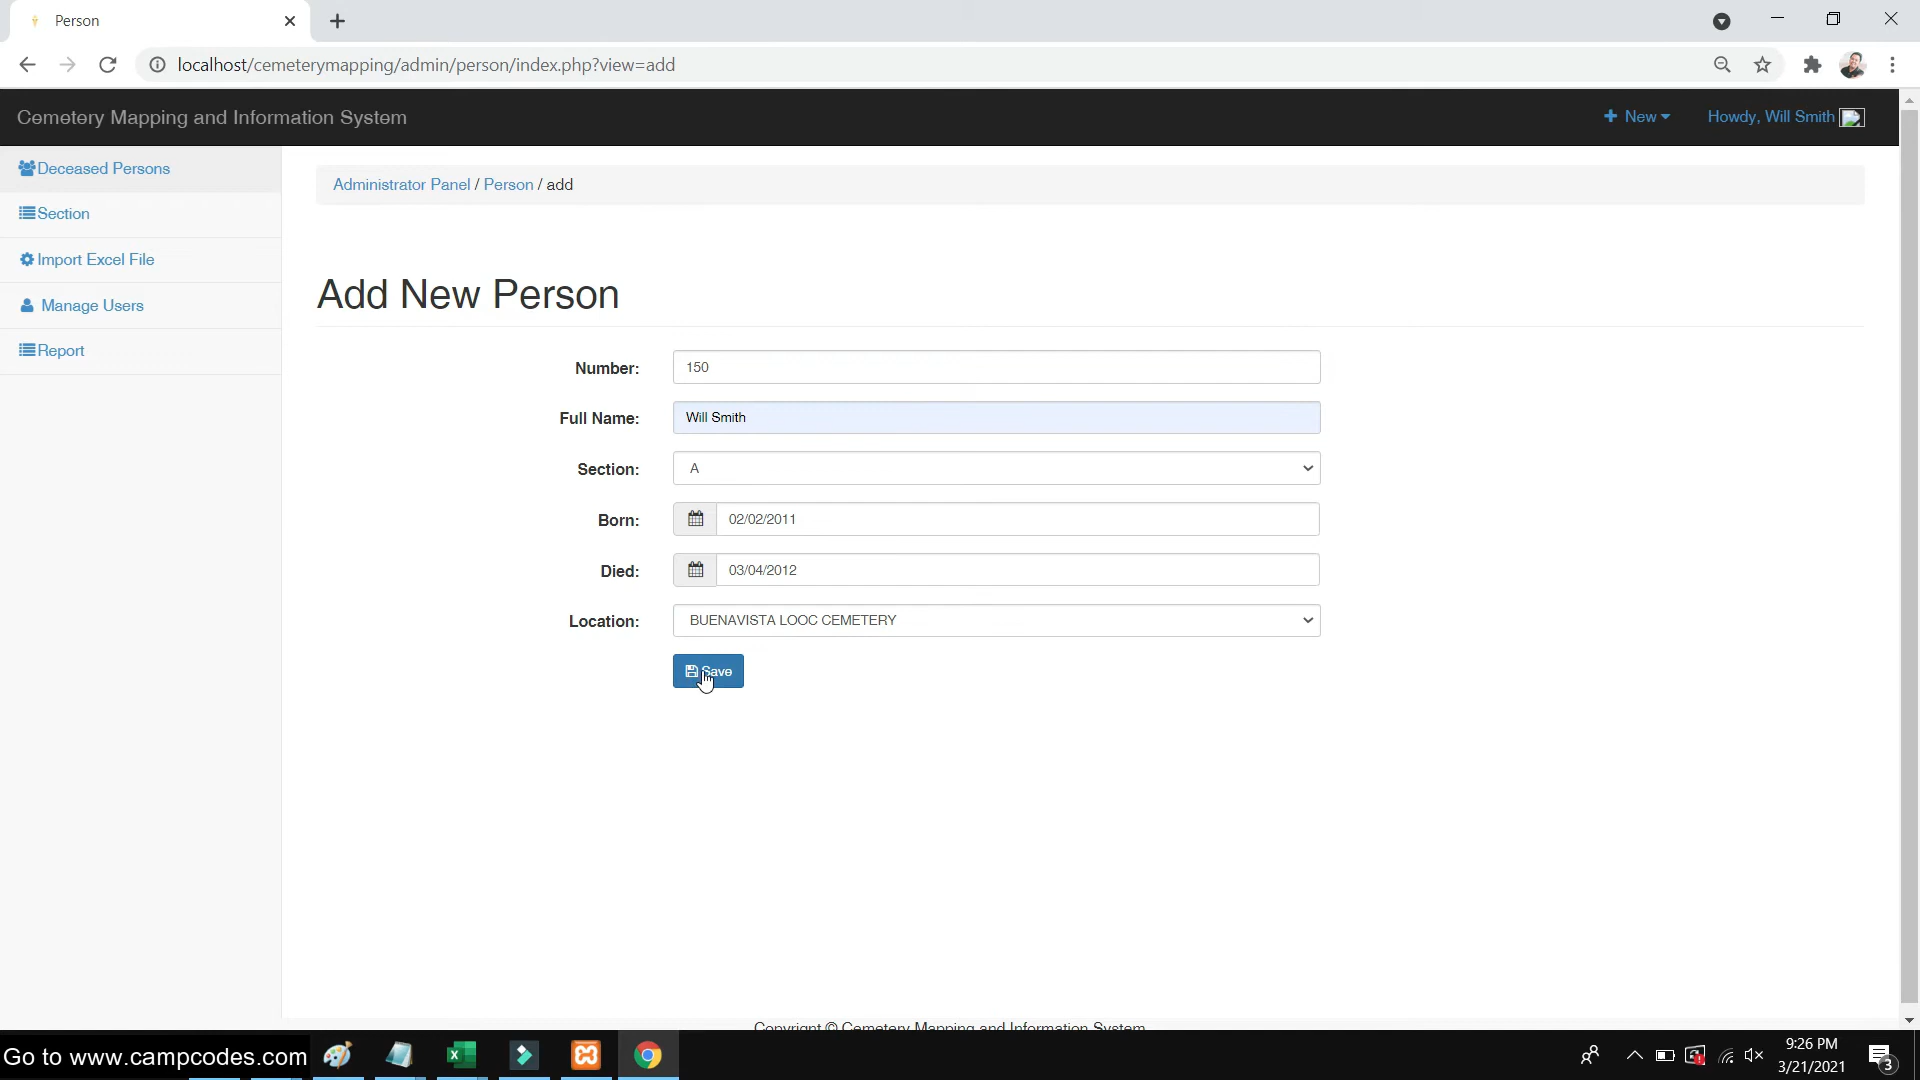 Person
localhost/cemeterymapping/admin/person/index.php?view=add
Cemetery Mapping and Information System
New
Howdy, Will Smith
Deceased Persons
Section
Import Excel File
Manage Users
Report
Administrator Panel / Person / add
Add New Person
Number: 150
Full Name: Will Smith
Section: A
Born: 02/02/2011
Died: 03/04/2012
Location: BUENAVISTA LOOC CEMETERY
Save
Copyright © Cemetery Mapping and Information System
Go to www.campcodes.com
9:26 PM
3/21/2021
3